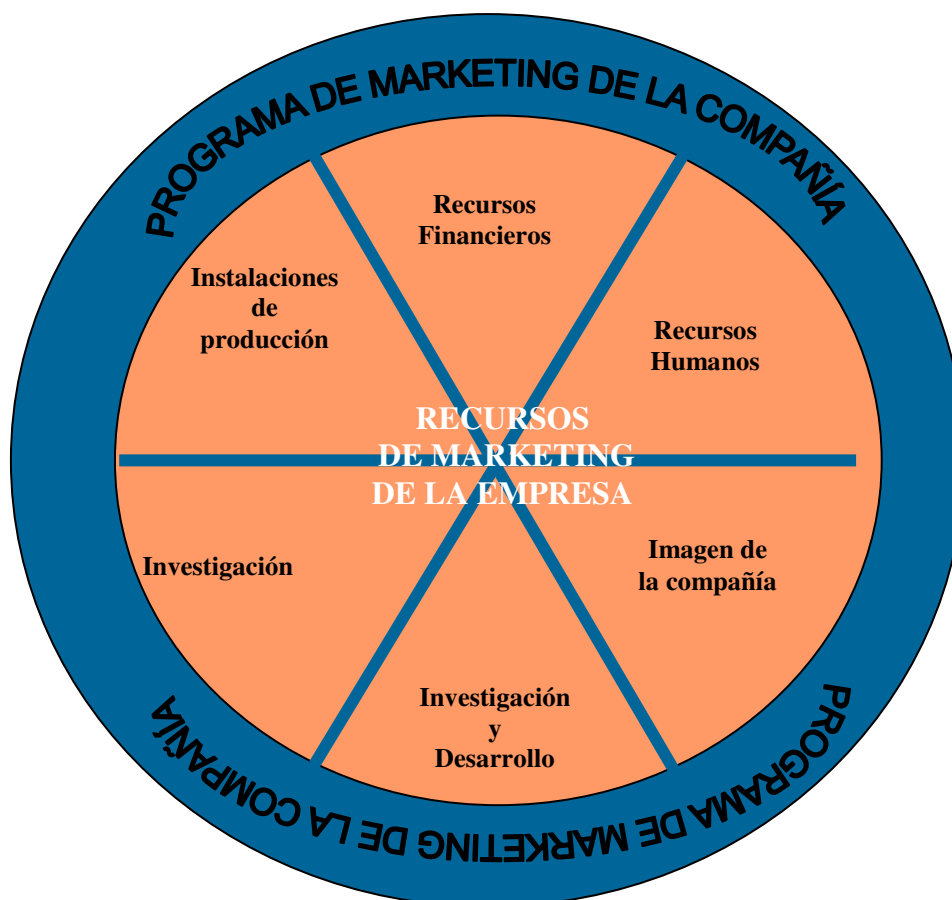 PROGRAMA DE MARKETING DE LA COMPAÑÍA
Recursos
Financieros
Instalaciones
de
producción
Recursos
Humanos
RECURSOS
DE MARKETING
DE LA EMPRESA
Investigación
Imagen de
la compañía
Investigación
y
Desarrollo
PROGRAMA DE MARKETING DE LA COMPAÑÍA